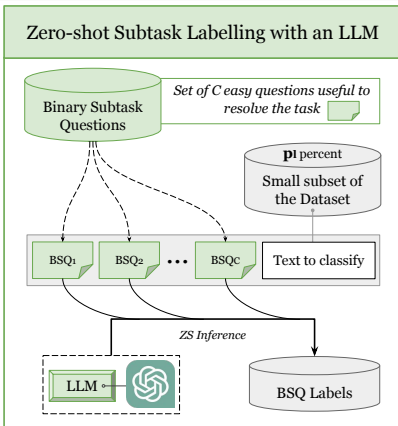 Zero-shot Subtask Labelling with an LLM
Binary Subtask
Questions
Set of C easy questions useful to
resolve the task
pl percent
Small subset of
the Dataset
BSQ1
BSQ2
...
BSQC
Text to classify
ZS Inference
LLM
BSQ Labels